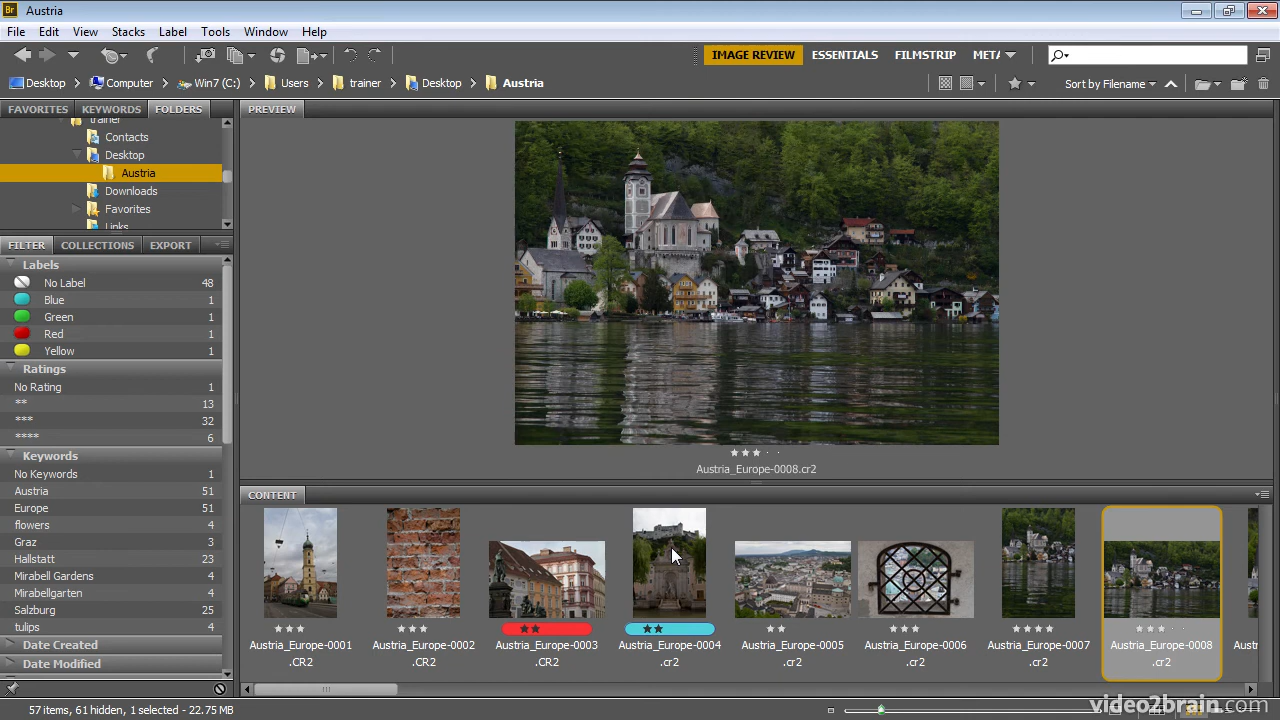 Br Austria
File Edit View Stacks Label Tools Window Help
IMAGE REVIEW ESSENTIALS FILMSTRIP META
Desktop Computer Win7 (C:) Users trainer Desktop Austria
Sort by Filename
FAVORITES KEYWORDS FOLDERS
trainer
Contacts
Desktop
Austria
Downloads
Favorites
Links
FILTER COLLECTIONS EXPORT
Labels
No Label 48
Blue 1
Green 1
Red 1
Yellow 1
Ratings
No Rating 1
** 13
*** 32
**** 6
Keywords
No Keywords 1
Austria 51
Europe 51
flowers 4
Graz 3
Hallstatt 23
Mirabell Gardens 4
Mirabellgarten 4
Salzburg 25
tulips 4
Date Created
Date Modified
PREVIEW
Austria_Europe-0008.cr2
CONTENT
Austria_Europe-0001
.CR2
Austria_Europe-0002
.CR2
Austria_Europe-0003
.CR2
Austria_Europe-0004
.cr2
Austria_Europe-0005
.cr2
Austria_Europe-0006
.cr2
Austria_Europe-0007
.cr2
Austria_Europe-0008
.cr2
57 items, 61 hidden, 1 selected - 22.75 MB
video2brain.com